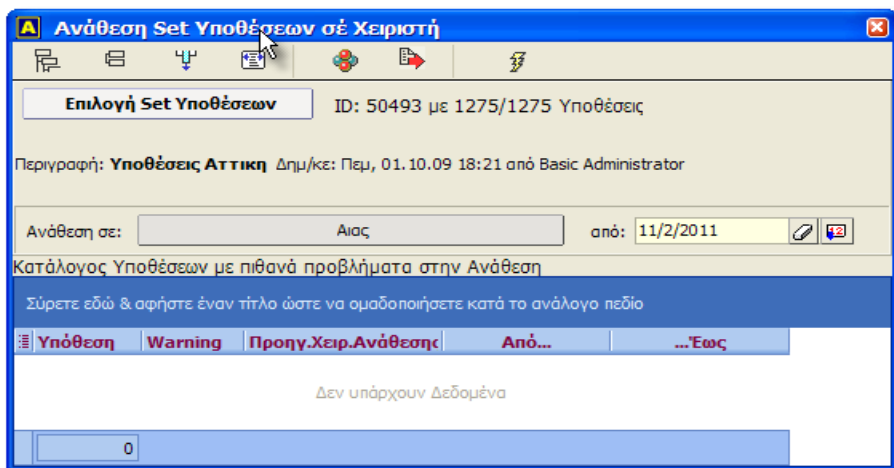 Ανάθεση Set Υποθέσεων σέ Χειριστή
Επιλογή Set Υποθέσεων ID: 50493 με 1275/1275 Υποθέσεις
Περιγραφή: Υποθέσεις Αττικη Δημ/κε: Πεμ, 01.10.09 18:21 από Basic Administrator
Ανάθεση σε: Αιας από: 11/2/2011
Κατάλογος Υποθέσεων με πιθανά προβλήματα στην Ανάθεση
Σύρετε εδώ & αφήστε έναν τίτλο ώστε να ομαδοποιήσετε κατά το ανάλογο πεδίο
Υπόθεση Warning Προηγ.Χειρ.Ανάθεσης Από... ...Έως
Δεν υπάρχουν Δεδομένα
0